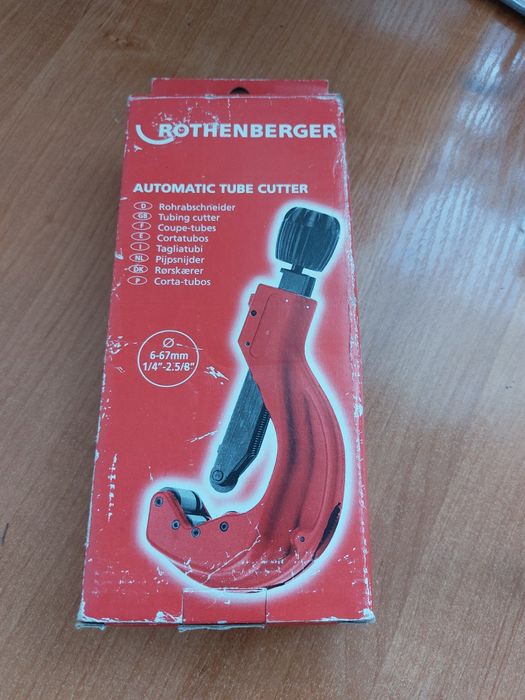 ROTHENBERGER
AUTOMATIC TUBE CUTTER
D Rohrabschneider
GB Tubing cutter
F Coupe-tubes
E Cortatubos
I Tagliatubi
NL Pijpsnijder
DK Rørskærer
P Corta-tubos
Ø
6-67mm
1/4"-2.5/8"